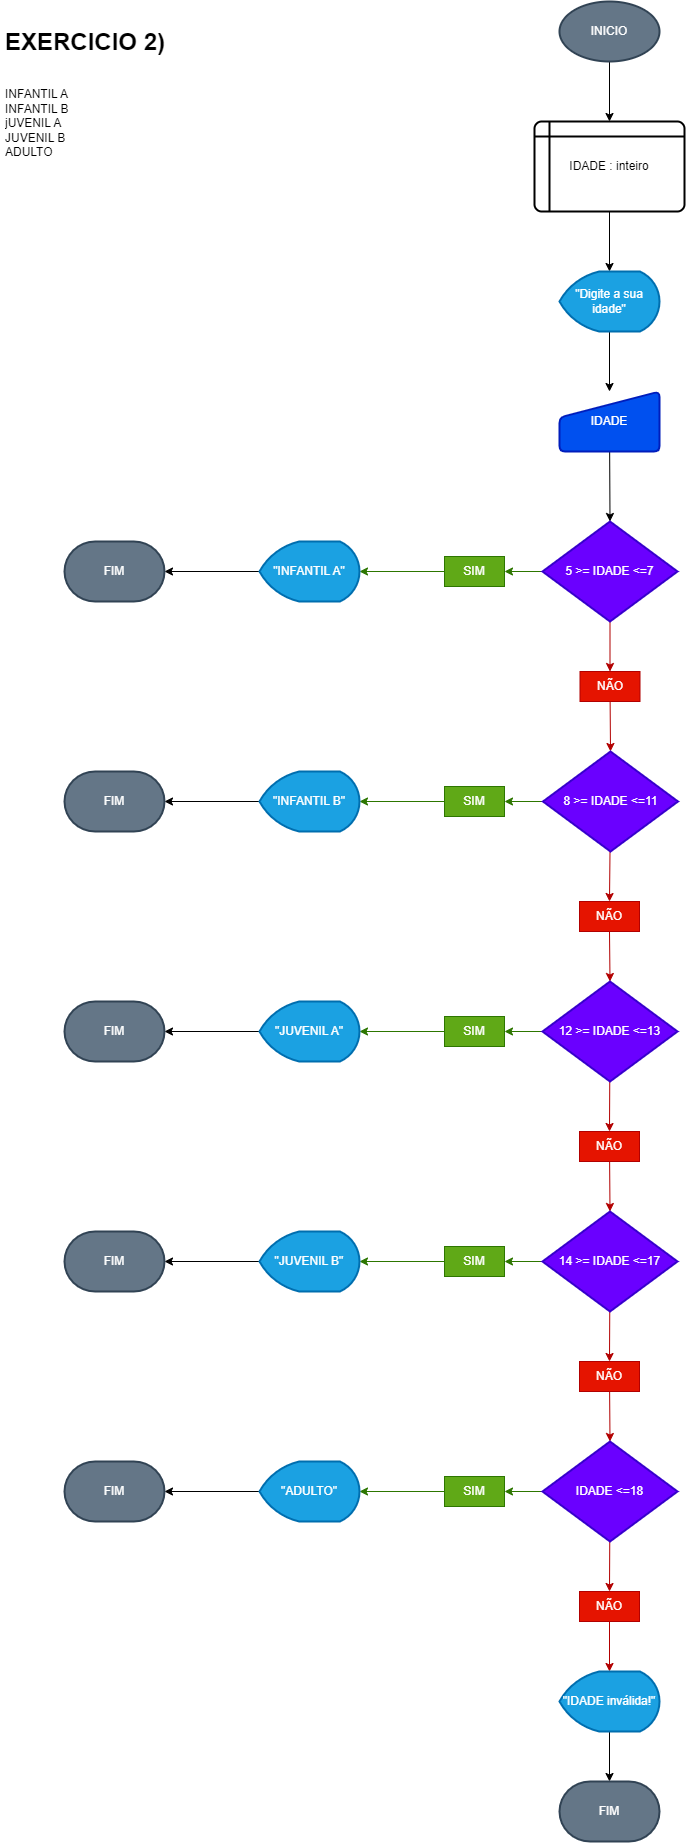 EXERCICIO 2)
INFANTIL A
INFANTIL B
jUVENIL A
JUVENIL B
ADULTO
INICIO
IDADE : inteiro
"Digite a sua
idade"
IDADE
5 >= IDADE <=7
SIM
"INFANTIL A"
FIM
NÃO
8 >= IDADE <=11
SIM
"INFANTIL B"
FIM
NÃO
12 >= IDADE <=13
SIM
"JUVENIL A"
FIM
NÃO
14 >= IDADE <=17
SIM
"JUVENIL B"
FIM
NÃO
IDADE <=18
SIM
"ADULTO"
FIM
NÃO
"IDADE inválida!"
FIM